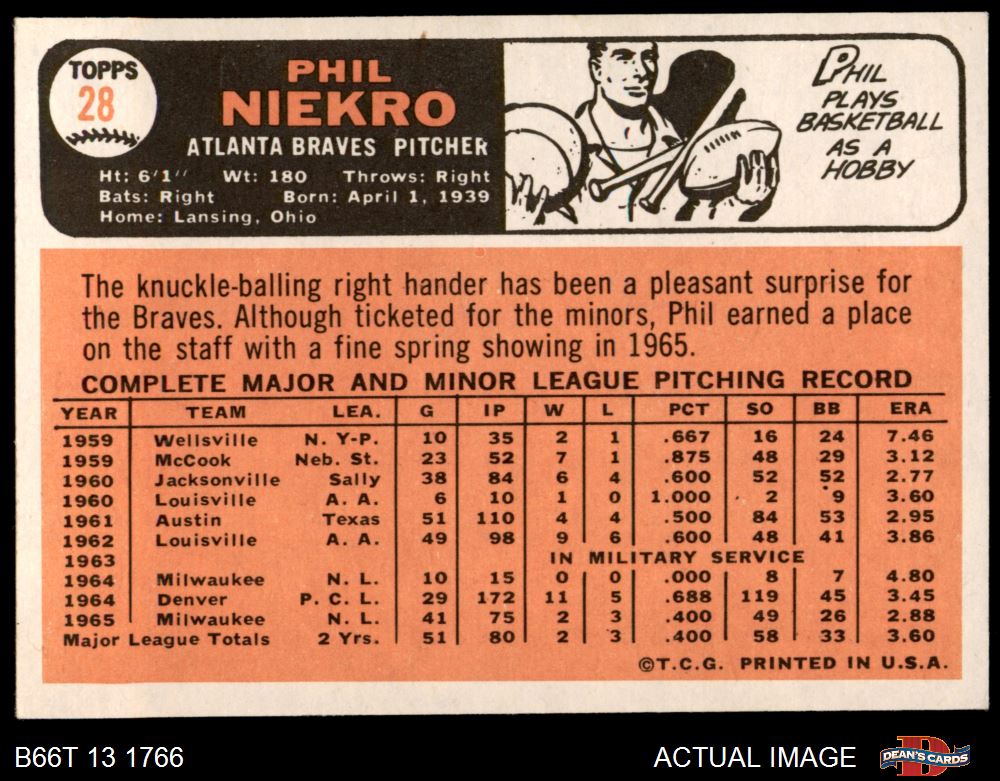 TOPPS
28
PHIL
NIEKRO
ATLANTA BRAVES PITCHER
Ht: 6'1" Wt: 180 Throws: Right
Bats: Right Born: April 1, 1939
Home: Lansing, Ohio
PHIL
PLAYS
BASKETBALL
AS A
HOBBY
The knuckle-balling right hander has been a pleasant surprise for
the Braves. Although ticketed for the minors, Phil earned a place
on the staff with a fine spring showing in 1965.
COMPLETE MAJOR AND MINOR LEAGUE PITCHING RECORD
YEAR TEAM LEA. G IP W L PCT SO BB ERA
1959 Wellsville N. Y-P. 10 35 2 1 .667 16 24 7.46
1959 McCook Neb. St. 23 52 7 1 .875 48 29 3.12
1960 Jacksonville Sally 38 84 6 4 .600 52 52 2.77
1960 Louisville A. A. 6 10 1 0 1.000 2 9 3.60
1961 Austin Texas 51 110 4 4 .500 84 53 2.95
1962 Louisville A. A. 49 98 9 6 .600 48 41 3.86
1963 IN MILITARY SERVICE
1964 Milwaukee N. L. 10 15 0 0 .000 8 7 4.80
1964 Denver P. C. L. 29 172 11 5 .688 119 45 3.45
1965 Milwaukee N. L. 41 75 2 3 .400 49 26 2.88
Major League Totals 2 Yrs. 51 80 2 3 .400 58 33 3.60
©T.C.G. PRINTED IN U.S.A.
B66T 13 1766
ACTUAL IMAGE
DEAN'S CARDS